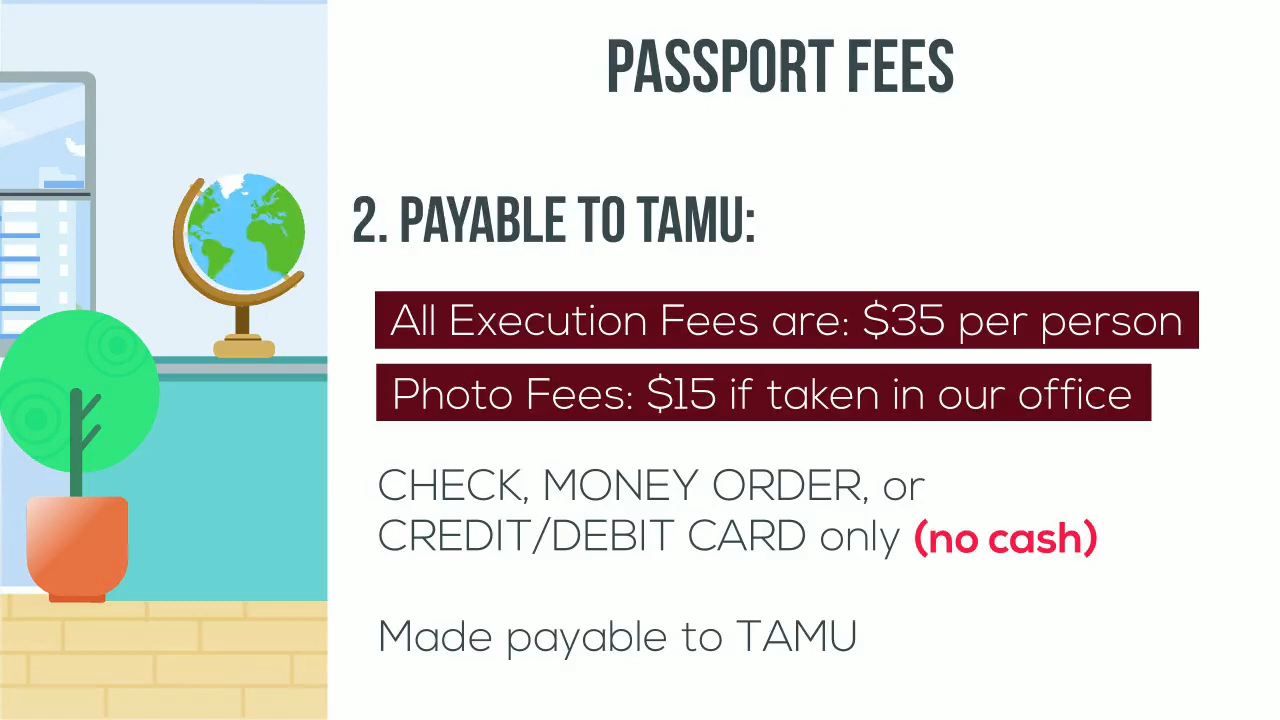 PASSPORT FEES
2. PAYABLE TO TAMU:
All Execution Fees are: $35 per person
Photo Fees: $15 if taken in our office
CHECK, MONEY ORDER, or
CREDIT/DEBIT CARD only (no cash)
Made payable to TAMU